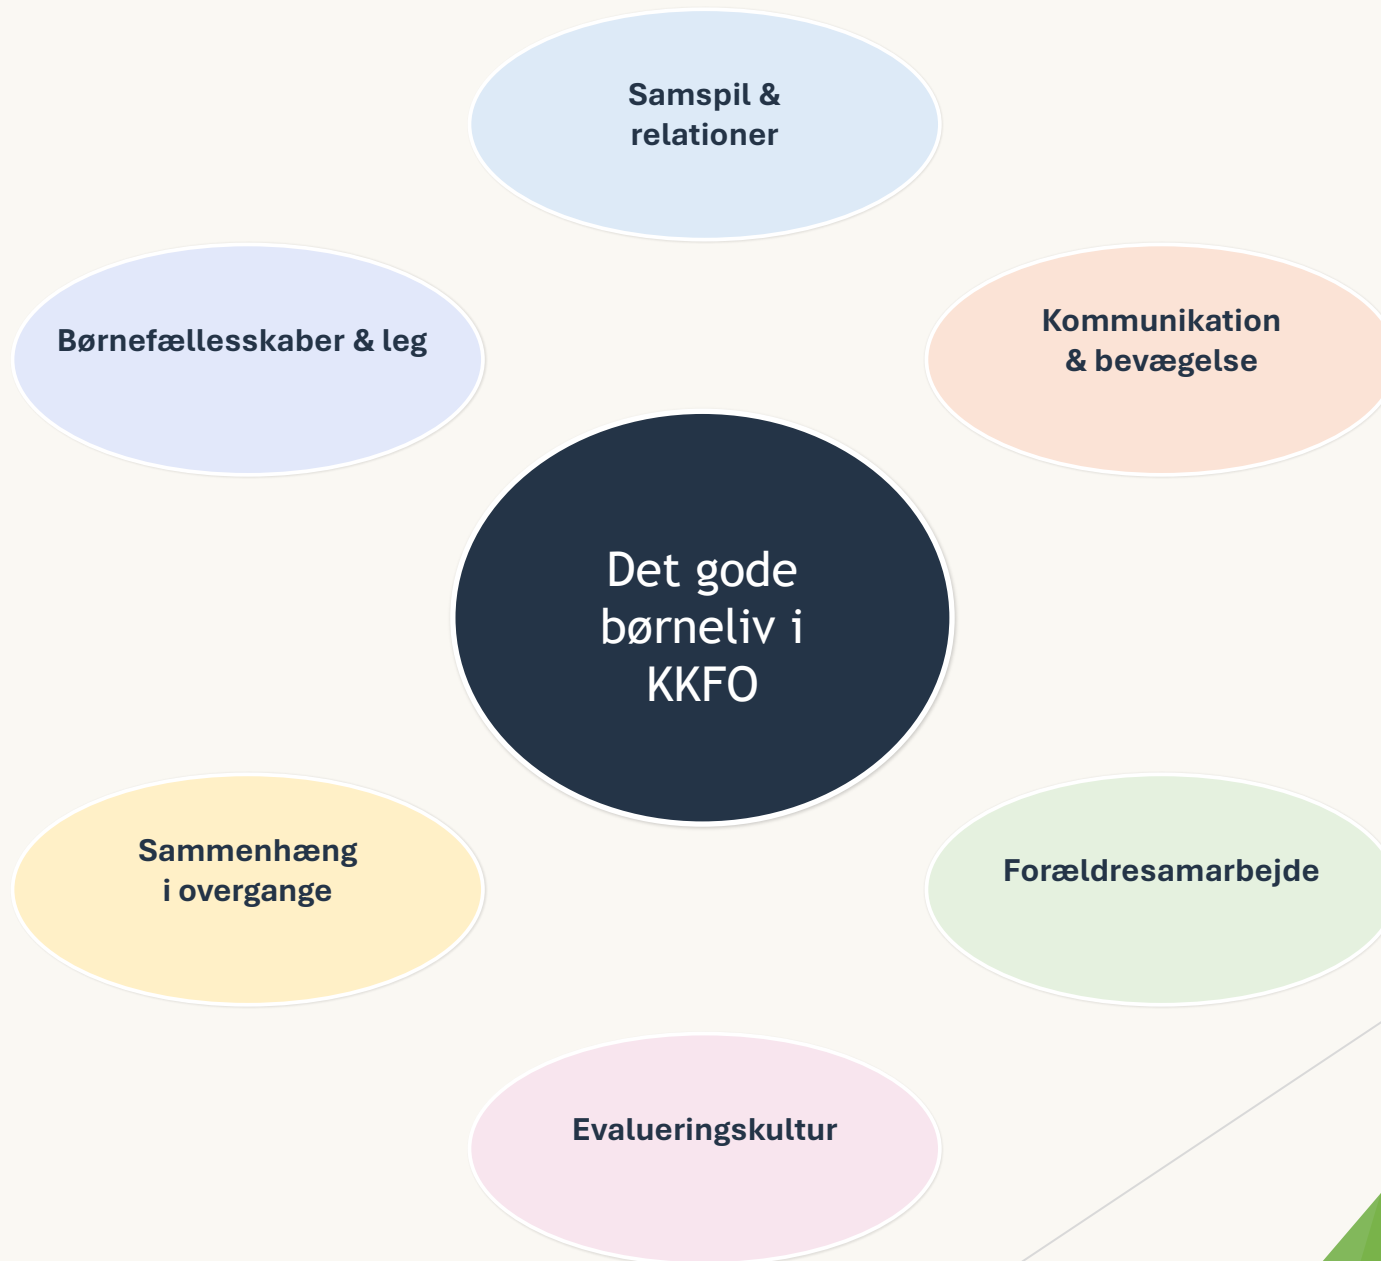 Samspil &
relationer
Børnefællesskaber & leg
Kommunikation
& bevægelse
Det gode
børneliv i
KKFO
Sammenhæng
i overgange
Forældresamarbejde
Evalueringskultur